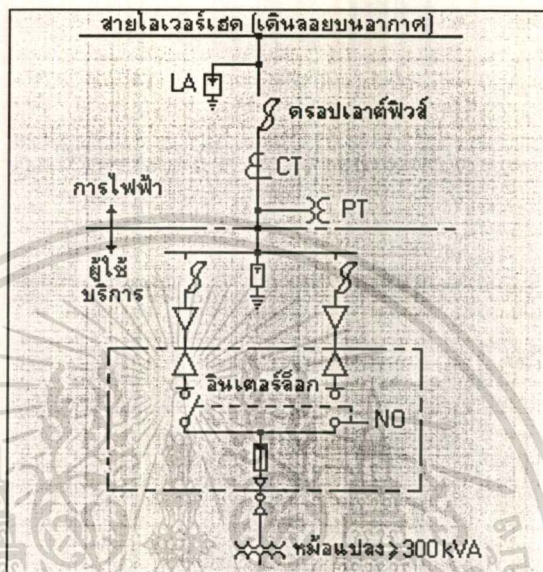 สายโอเวอร์เฮด (เดินลอยบนอากาศ)
LA
ดรอปเอาต์ฟิวส์
CT
การไฟฟ้า
PT
ผู้ใช้
บริการ
อินเตอร์ล็อก
NO
หม้อแปลง > 300 kVA